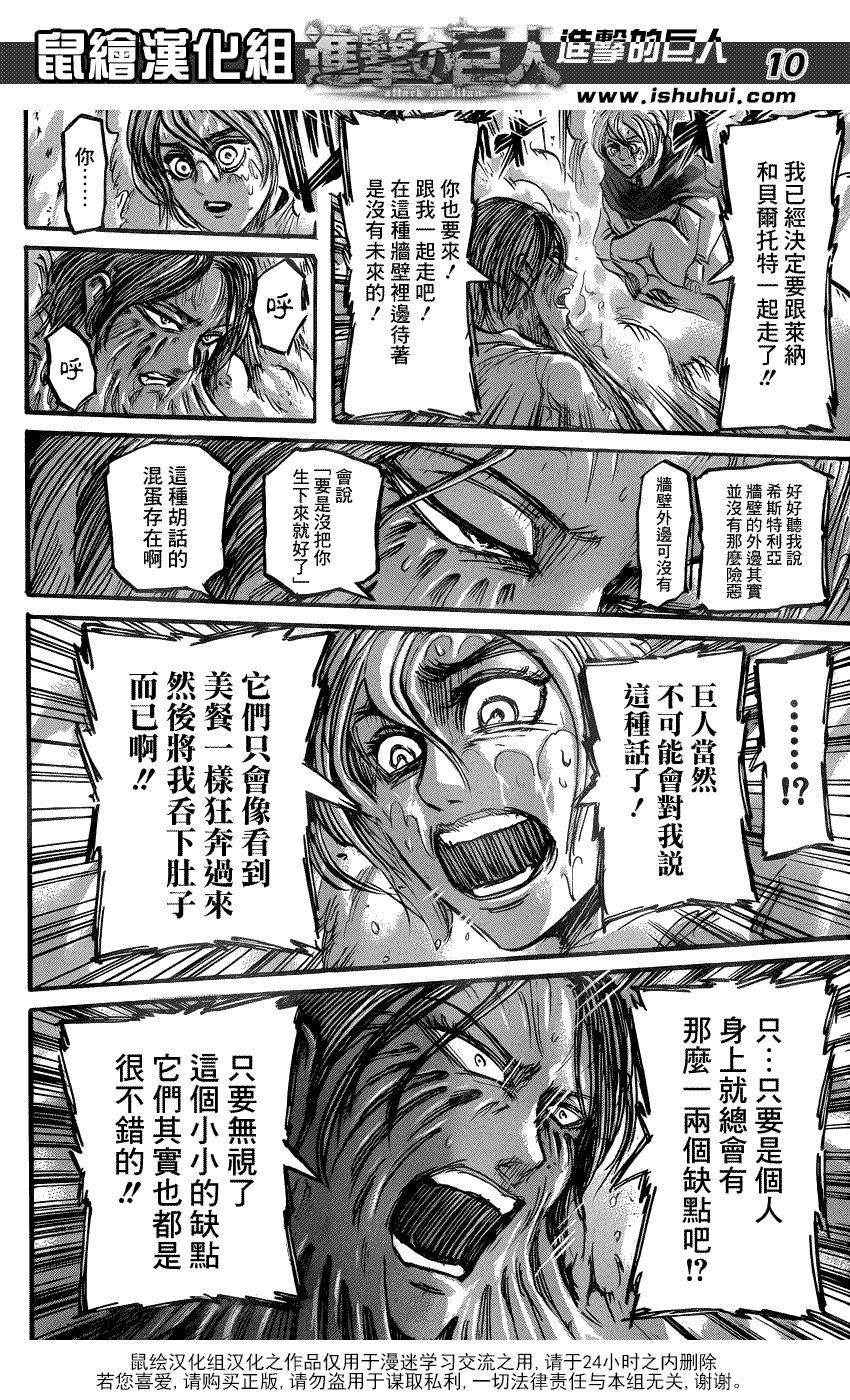 鼠繪漢化組
進撃の巨人
attack on titan
進撃的巨人
10
www.ishuhui.com
我已經決定要跟萊納
和貝爾托特一起走了!!
你也要來！
跟我一起走吧！
在這種牆壁裡邊待著
是沒有未來的！
你……
呼
呼
好好聽我說
希斯特利亞
牆壁的外邊其實
並沒有那麼險惡
牆壁外邊可沒有
會說
「要是沒把你
生下來就好了」
這種胡話的
混蛋存在啊
……!?
巨人當然
不可能會對我說
這種話了！
它們只會像看到
美餐一樣狂奔過來
然後將我吞下肚子
而已啊!!
只…只要是個人
身上就總會有
那麼一兩個缺點吧!?
只要無視了
這個小小的缺點
它們其實也都是
很不錯的!!
鼠绘汉化组汉化之作品仅用于漫迷学习交流之用,请于24小时之内删除
若您喜爱,请购买正版,请勿盗用于谋取私利,一切法律责任与本组无关,谢谢.